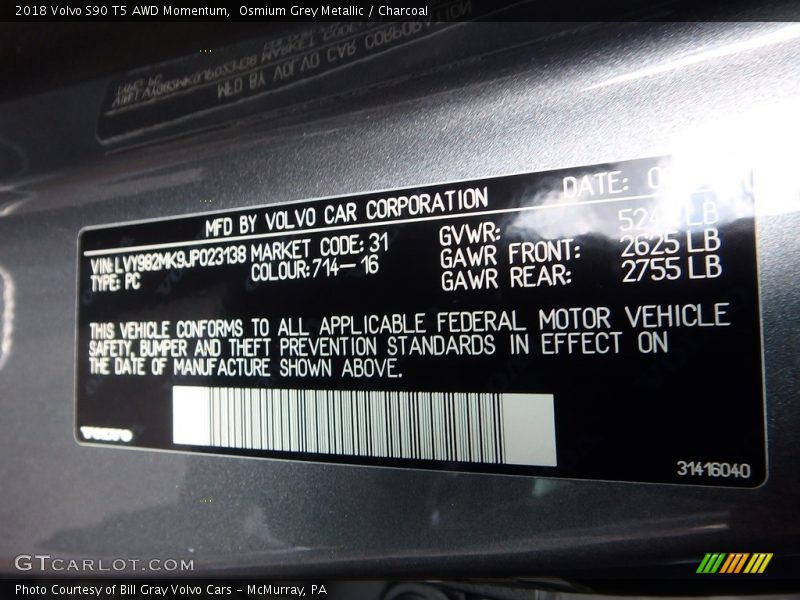 2018 Volvo S90 T5 AWD Momentum, Osmium Grey Metallic / Charcoal
MFD BY VOLVO CAR CORPORATION DATE:
VIN: LVY982MK9JP023138 MARKET CODE: 31 GVWR: LB
TYPE: PC COLOUR: 714-16 GAWR FRONT: 2625 LB
GAWR REAR: 2755 LB
THIS VEHICLE CONFORMS TO ALL APPLICABLE FEDERAL MOTOR VEHICLE
SAFETY, BUMPER AND THEFT PREVENTION STANDARDS IN EFFECT ON
THE DATE OF MANUFACTURE SHOWN ABOVE.
VOLVO
31416040
GTCARLOT.COM
Photo Courtesy of Bill Gray Volvo Cars - McMurray, PA